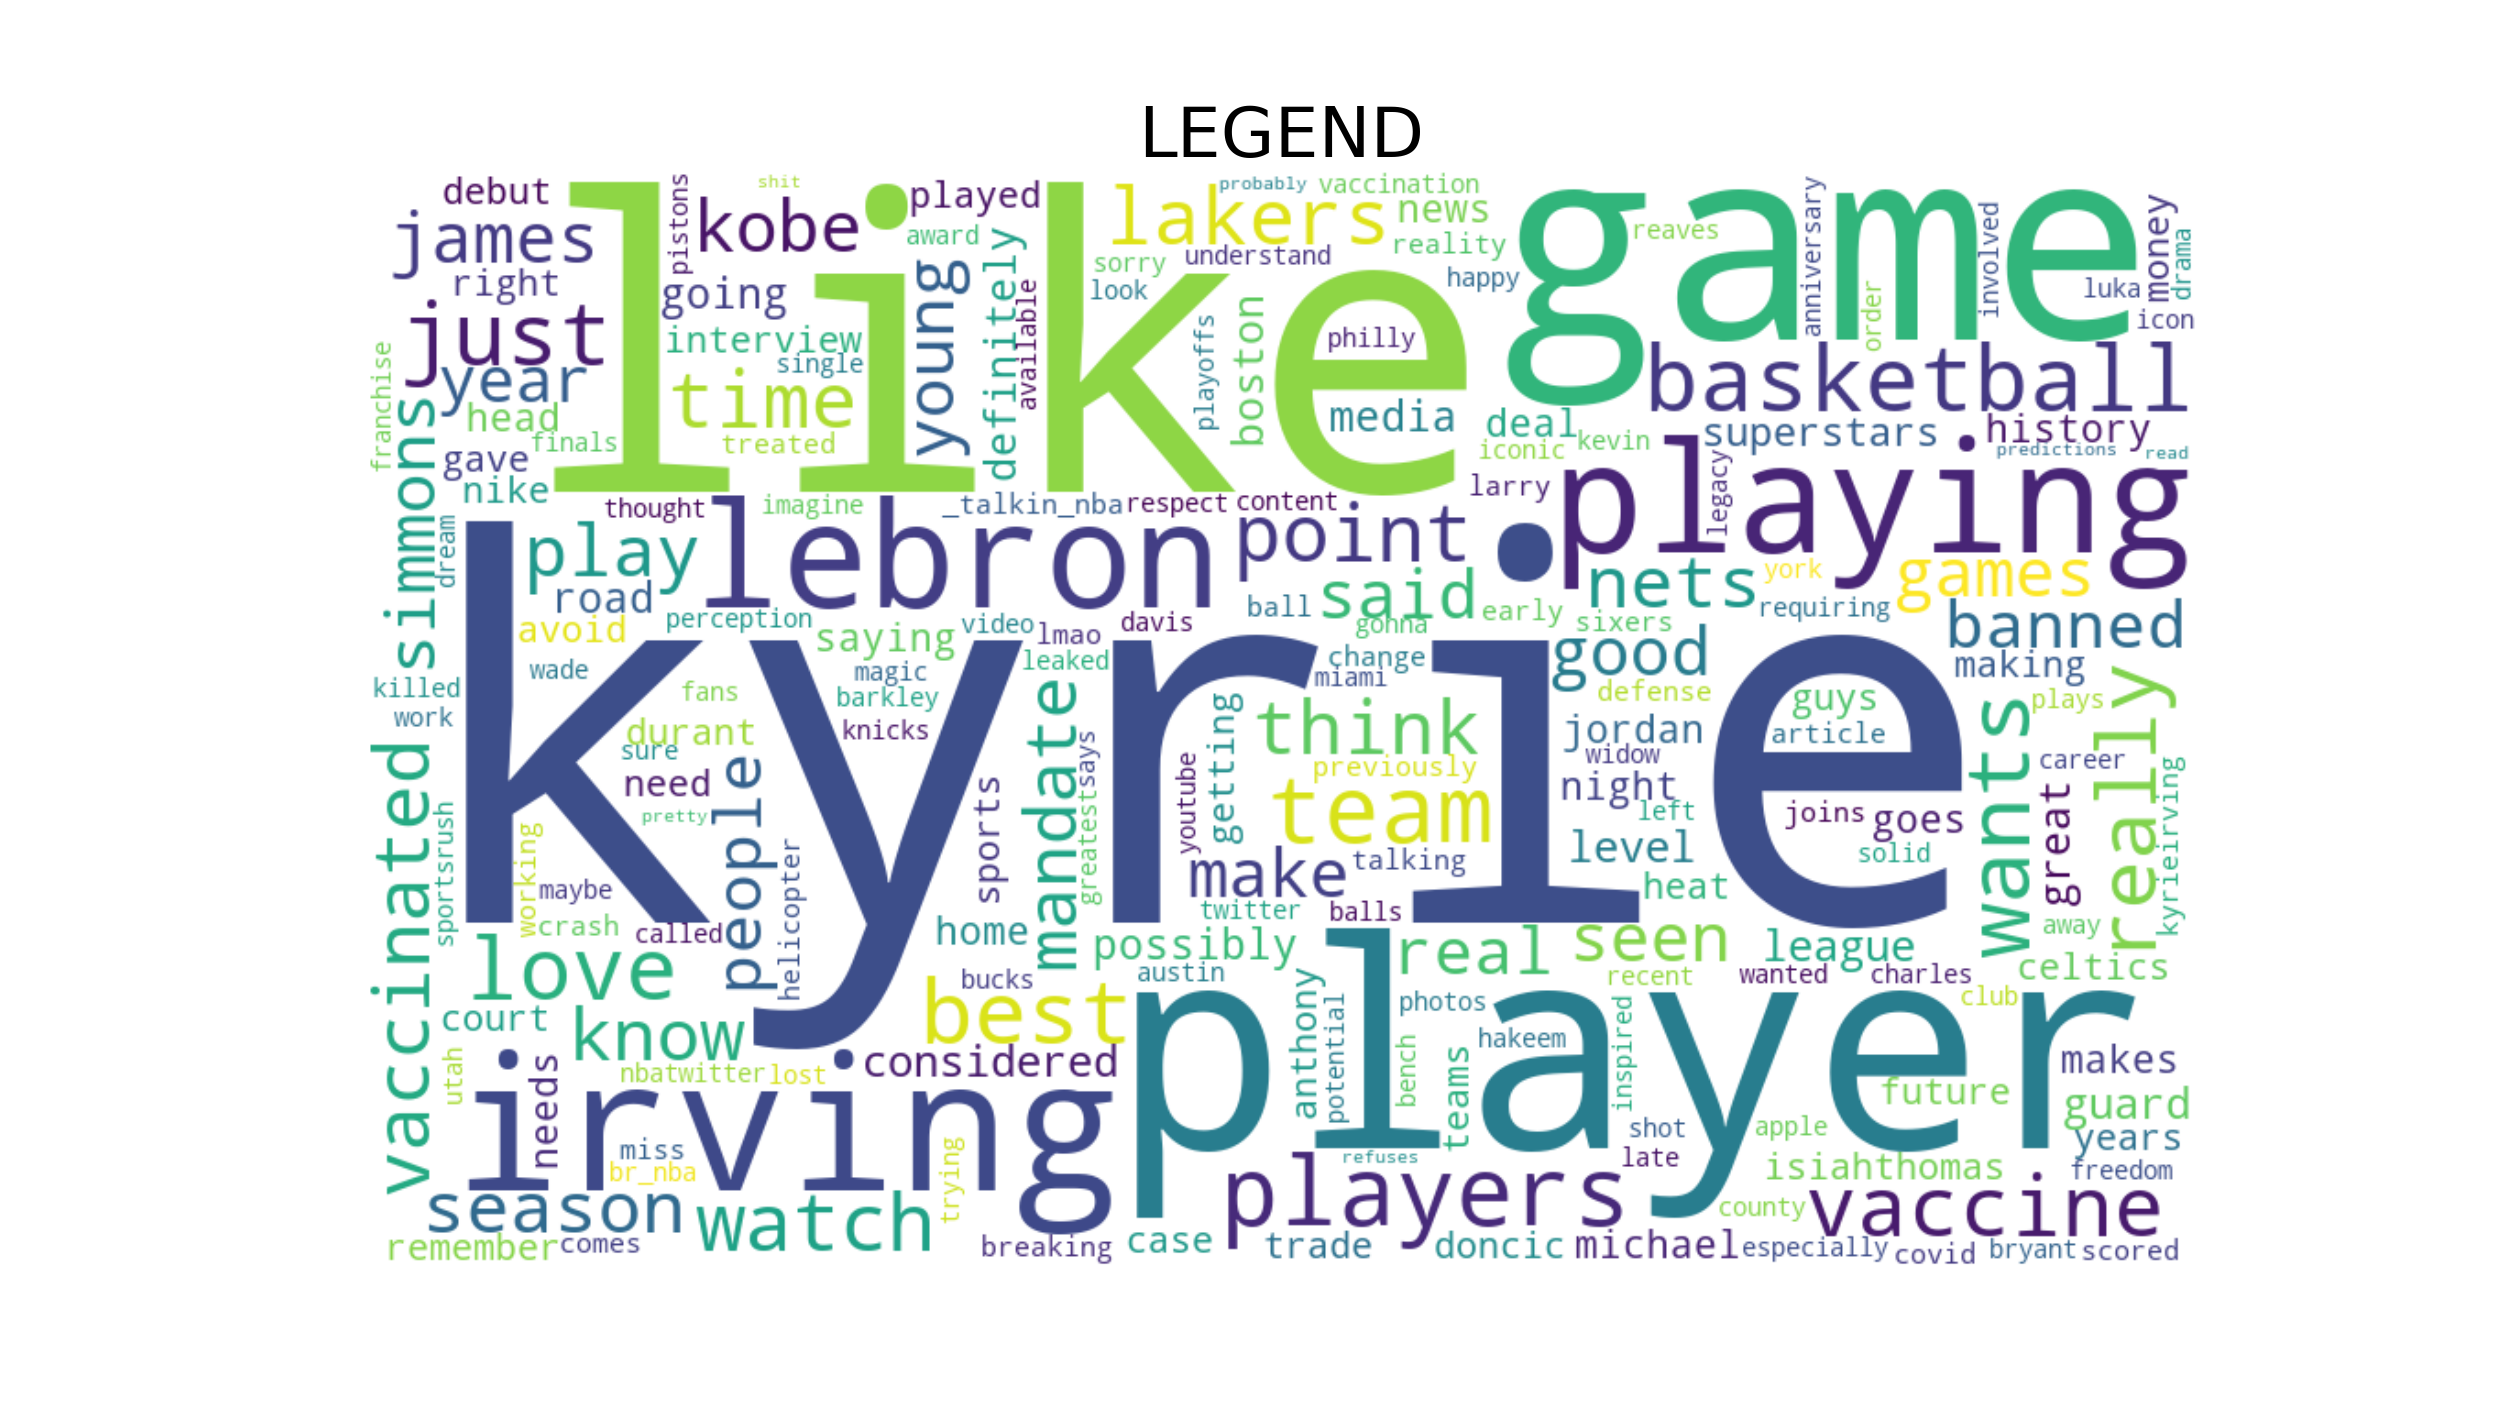 LEGEND
like
game
kyrie
player
playing
lebron
irving
basketball
players
vaccine
just
james
kobe
lakers
news
debut
pistons
shit
played
award
probably
vaccination
understand
reality
reaves
anniversary
involved
money
drama
luka
icon
order
right
going
young
definitely
available
sorry
look
happy
year
interview
single
time
treated
head
finals
franchise
gave
nike
simmons
dream
playoffs
boston
philly
media
deal
iconic
kevin
superstars
history
predictions
read
larry
legacy
thought
imagine
_talkin_nba
respect
content
point
play
road
avoid
wade
perception
saying
video
lmao
leaked
davis
ball
said
gonna
early
nets
york
games
requiring
sixers
banned
making
good
change
miami
magic
barkley
knicks
fans
durant
sure
need
pretty
people
helicopter
killed
work
vaccinated
sportsrush
working
maybe
crash
called
mandate
says
greatest
sports
home
getting
youtube
think
previously
team
make
talking
twitter
balls
defense
jordan
widow
night
left
level
heat
guys
article
joins
goes
solid
wants
plays
really
career
great
kyrieirving
away
celtics
love
court
know
best
bucks
austin
possibly
real
seen
recent
league
wanted
charles
club
considered
nbatwitter
lost
needs
utah
miss
br_nba
trying
season
watch
remember
comes
breaking
case
anthony
potential
photos
bench
hakeem
teams
inspired
refuses
shot
late
apple
future
makes
guard
years
isiahthomas
freedom
county
trade
doncic
michael
especially
covid
bryant
scored